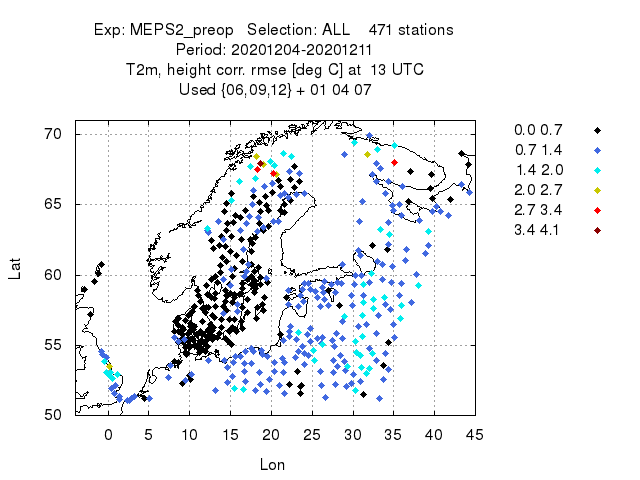 Exp: MEPS2_preop   Selection: ALL    471 stations
Period: 20201204-20201211
T2m, height corr. rmse [deg C] at  13 UTC
Used {06,09,12} + 01 04 07
0.0 0.7
0.7 1.4
1.4 2.0
2.0 2.7
2.7 3.4
3.4 4.1
70
65
60
55
50
Lat
0 5 10 15 20 25 30 35 40 45
Lon